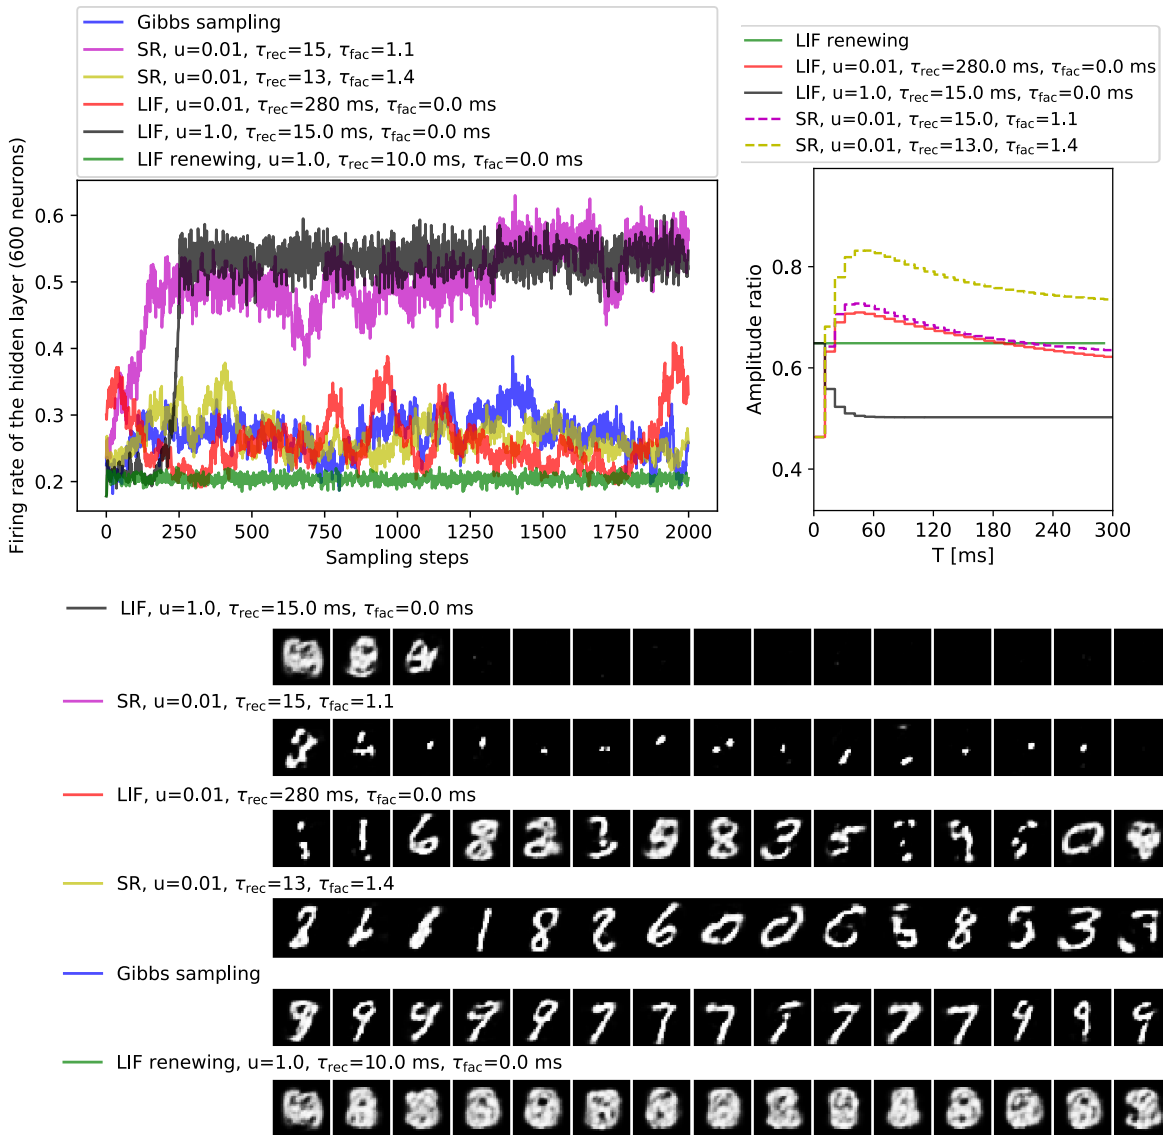 Gibbs sampling
SR, u=0.01, τrec=15, τfac=1.1
SR, u=0.01, τrec=13, τfac=1.4
LIF, u=0.01, τrec=280 ms, τfac=0.0 ms
LIF, u=1.0, τrec=15.0 ms, τfac=0.0 ms
LIF renewing, u=1.0, τrec=10.0 ms, τfac=0.0 ms
Firing rate of the hidden layer (600 neurons)
0.6
0.5
0.4
0.3
0.2
0 250 500 750 1000 1250 1500 1750 2000
Sampling steps
LIF renewing
LIF, u=0.01, τrec=280.0 ms, τfac=0.0 ms
LIF, u=1.0, τrec=15.0 ms, τfac=0.0 ms
SR, u=0.01, τrec=15.0, τfac=1.1
SR, u=0.01, τrec=13.0, τfac=1.4
Amplitude ratio
0.8
0.6
0.4
0 60 120 180 240 300
T [ms]
LIF, u=1.0, τrec=15.0 ms, τfac=0.0 ms
SR, u=0.01, τrec=15, τfac=1.1
LIF, u=0.01, τrec=280 ms, τfac=0.0 ms
SR, u=0.01, τrec=13, τfac=1.4
Gibbs sampling
LIF renewing, u=1.0, τrec=10.0 ms, τfac=0.0 ms